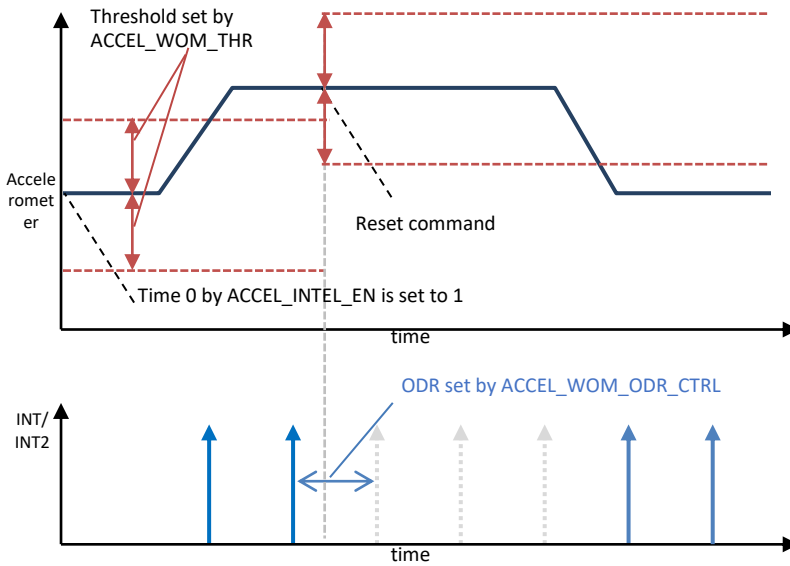 Threshold set by
ACCEL_WOM_THR
Accele
romet
er
Reset command
Time 0 by ACCEL_INTEL_EN is set to 1
time
ODR set by ACCEL_WOM_ODR_CTRL
INT/
INT2
time